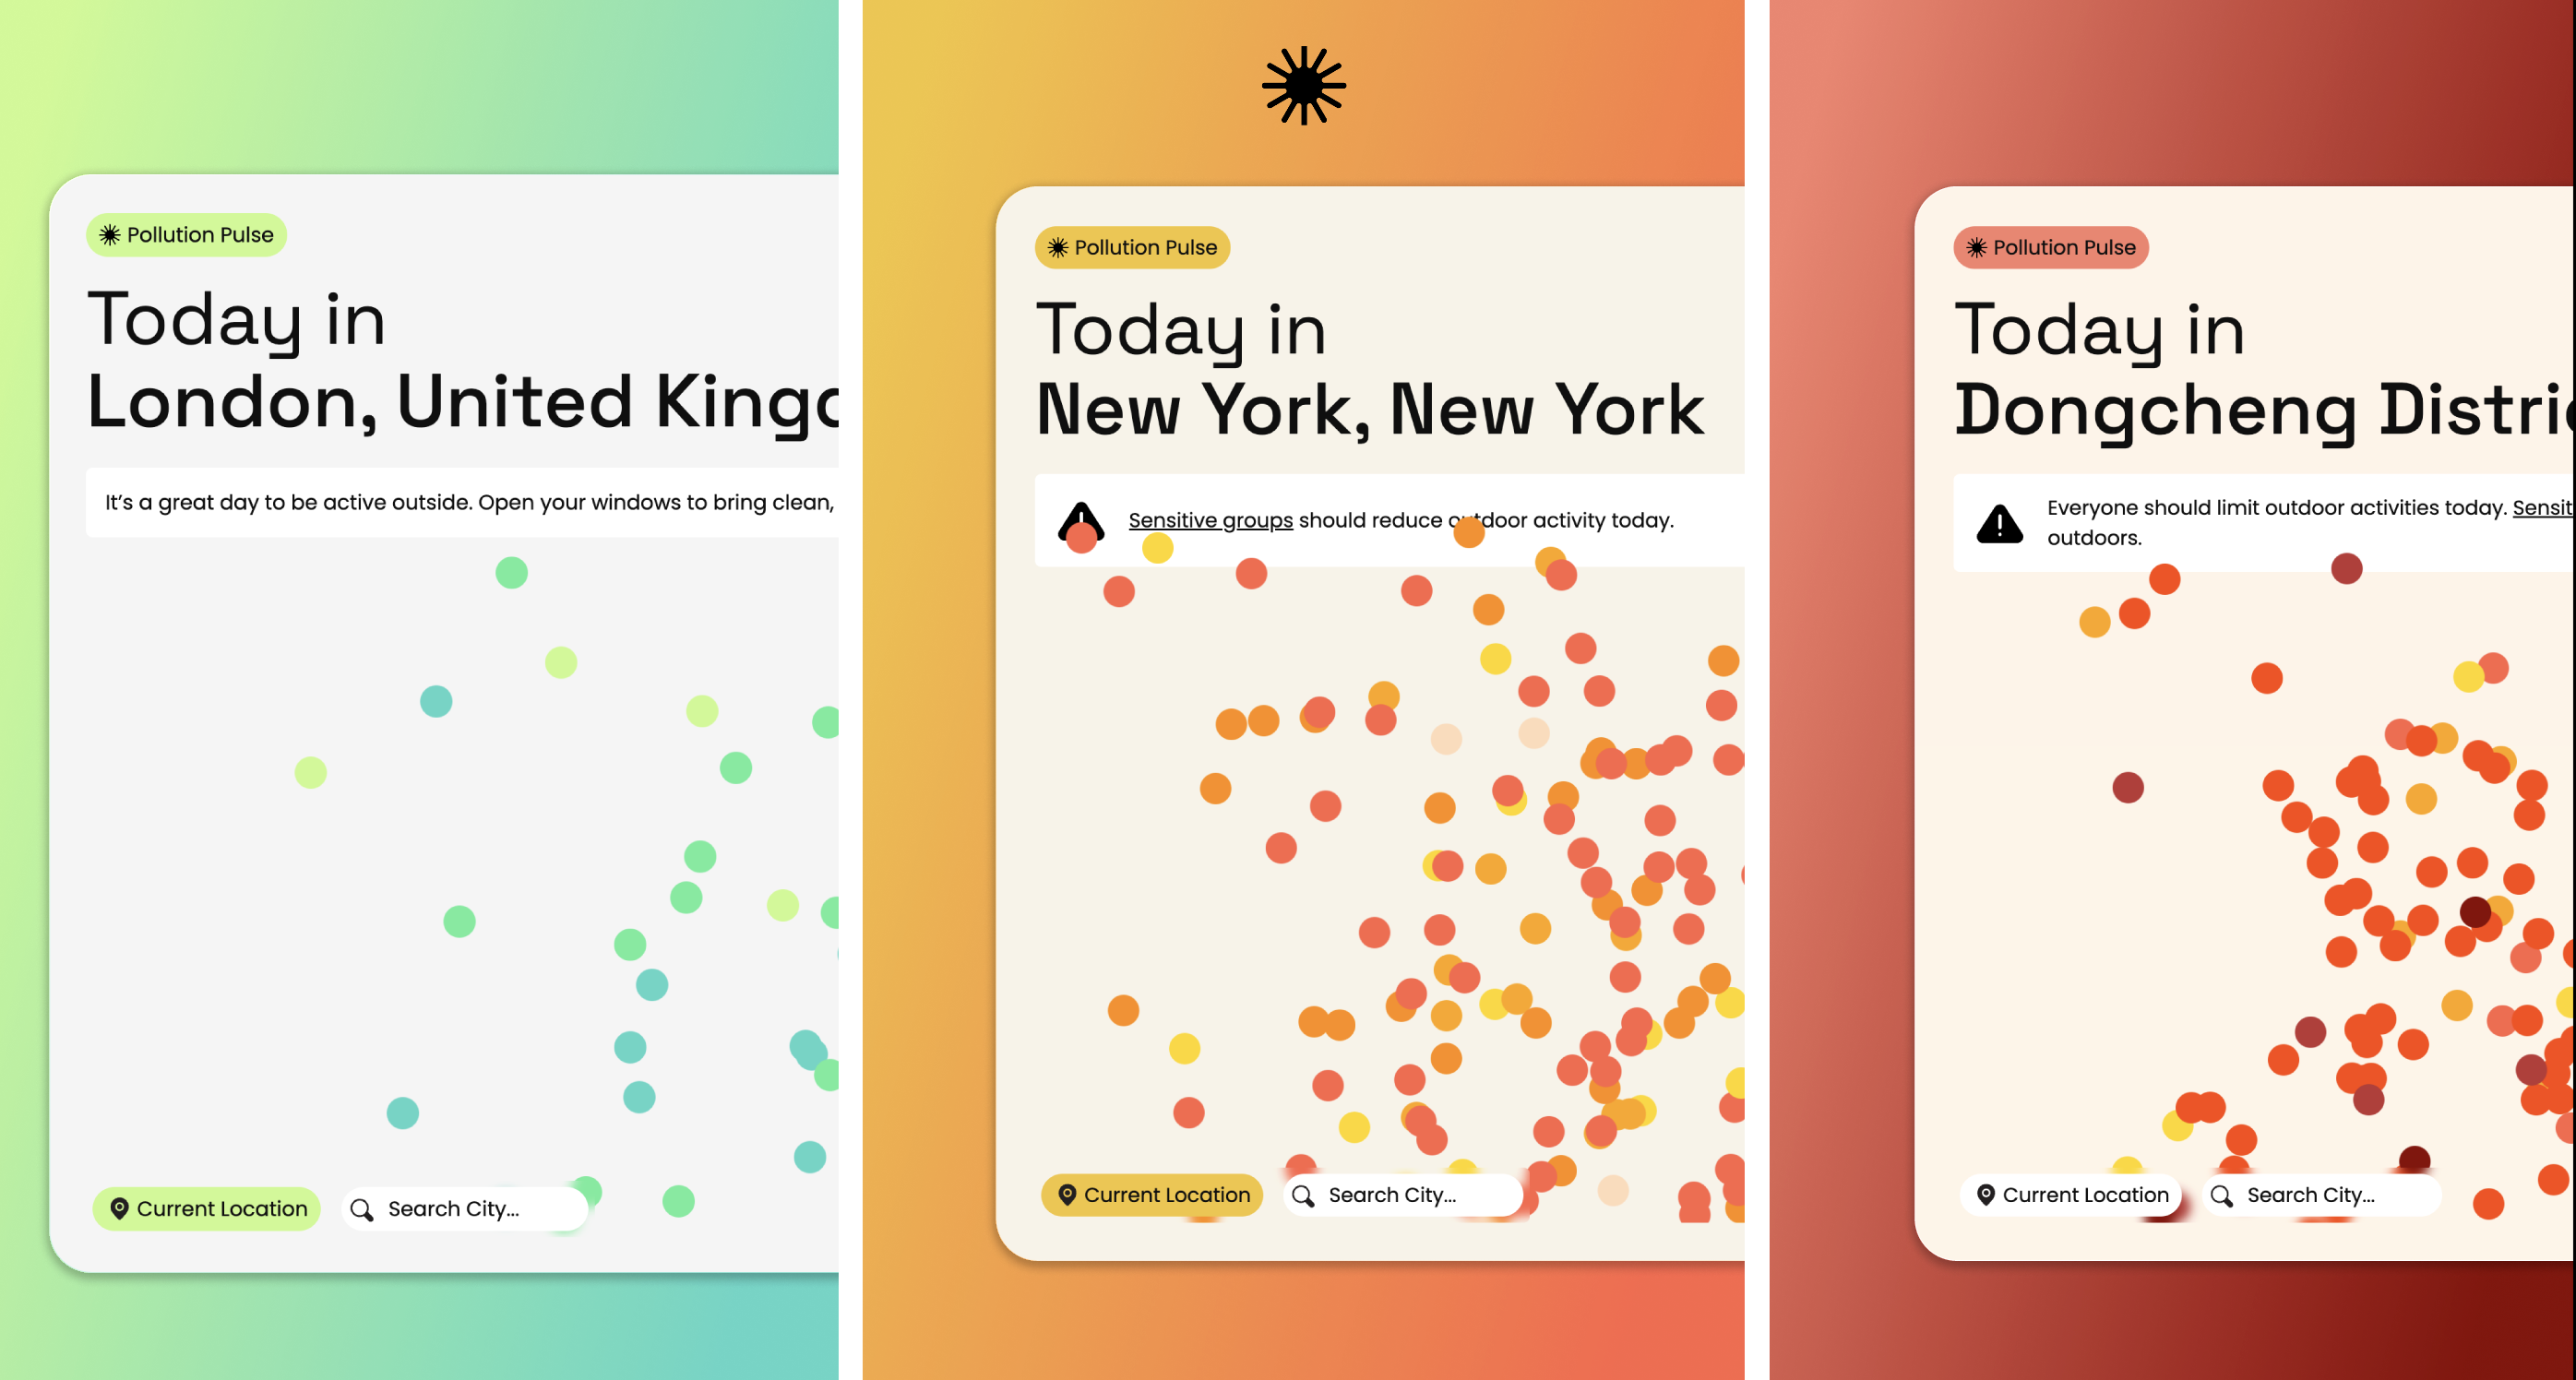 Pollution Pulse
Today in
London, United Kingd
It's a great day to be active outside. Open your windows to bring clean,
Current Location
Search City...
Pollution Pulse
Today in
New York, New York
Sensitive groups should reduce outdoor activity today.
Current Location
Search City...
Pollution Pulse
Today in
Dongcheng Distric
Everyone should limit outdoor activities today. Sensit
outdoors.
Current Location
Search City...